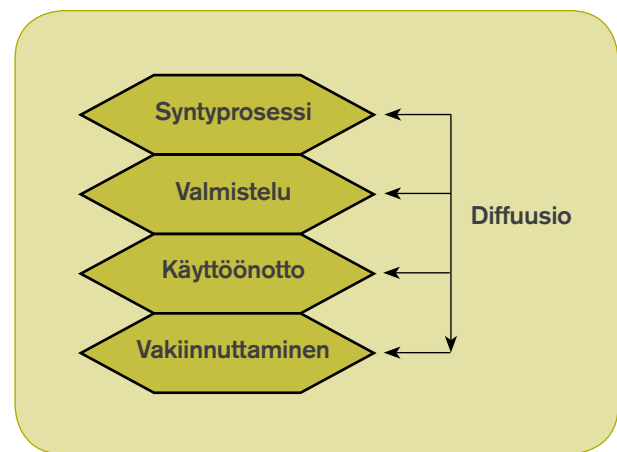 Syntyprosessi
Valmistelu
Käyttöönotto
Vakiinnuttaminen
Diffuusio